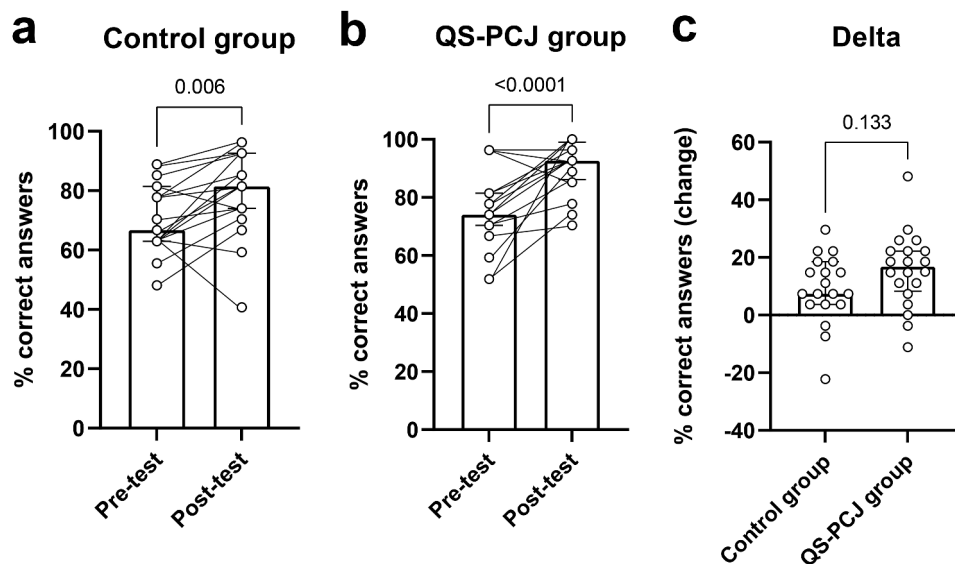 a
Control group
0.006
% correct answers
100
80
60
40
20
0
Pre-test
Post-test
b
QS-PCJ group
<0.0001
% correct answers
100
80
60
40
20
0
Pre-test
Post-test
c
Delta
0.133
% correct answers (change)
60
40
20
0
-20
-40
Control group
QS-PCJ group